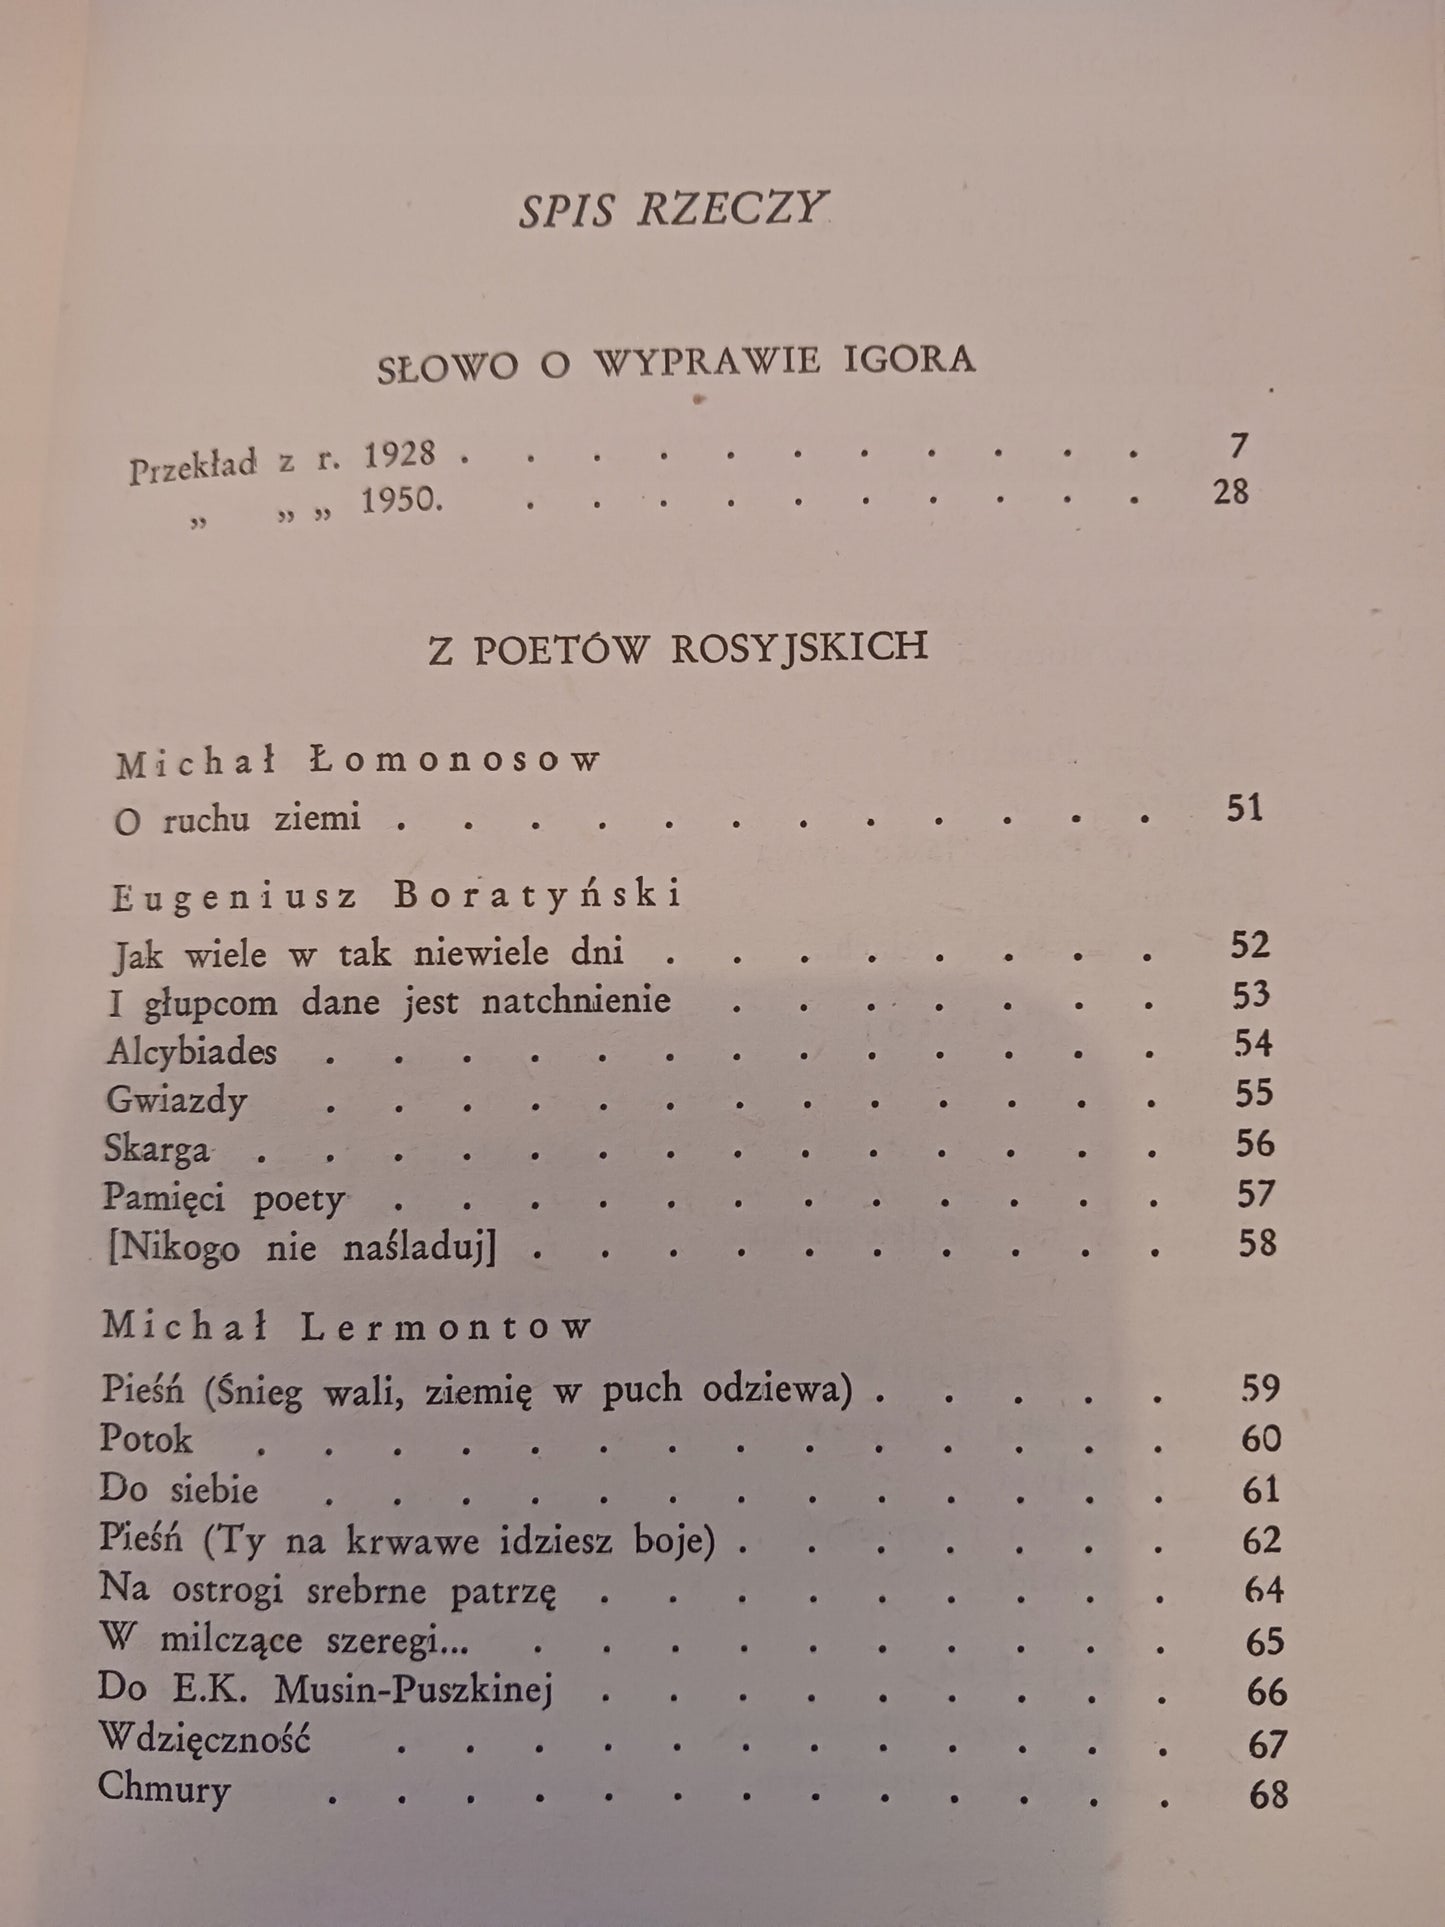 SPIS RZECZY
SŁOWO O WYPRAWIE IGORA
Przekład z r. 1928 . . . . . . . . . . . 7
„ „ „ 1950. . . . . . . . . . . 28
Z POETÓW ROSYJSKICH
Michał Łomonosow
O ruchu ziemi . . . . . . . . . . . . 51
Eugeniusz Boratyński
Jak wiele w tak niewiele dni . . . . . . . . 52
I głupcom dane jest natchnienie . . . . . . . 53
Alcybiades . . . . . . . . . . . . . 54
Gwiazdy . . . . . . . . . . . . . 55
Skarga . . . . . . . . . . . . . . 56
Pamięci poety . . . . . . . . . . . . 57
[Nikogo nie naśladuj] . . . . . . . . . . 58
Michał Lermontow
Pieśń (Śnieg wali, ziemię w puch odziewa) . . . . . 59
Potok . . . . . . . . . . . . . . 60
Do siebie . . . . . . . . . . . . . 61
Pieśń (Ty na krwawe idziesz boje) . . . . . . . 62
Na ostrogi srebrne patrzę . . . . . . . . . 64
W milczące szeregi... . . . . . . . . . . 65
Do E.K. Musin-Puszkinej . . . . . . . . . 66
Wdzięczność . . . . . . . . . . . . 67
Chmury . . . . . . . . . . . . . 68